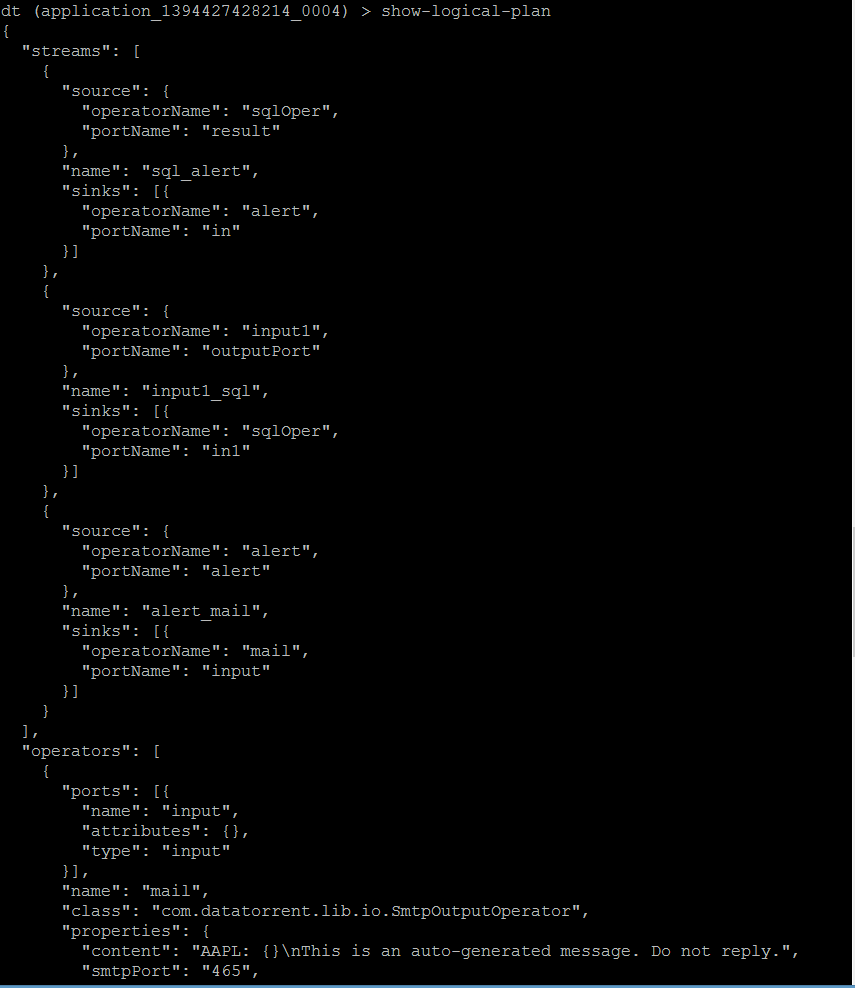 dt (application_1394427428214_0004) > show-logical-plan
{
  "streams": [
    {
      "source": {
        "operatorName": "sqlOper",
        "portName": "result"
      },
      "name": "sql_alert",
      "sinks": [{
        "operatorName": "alert",
        "portName": "in"
      }]
    },
    {
      "source": {
        "operatorName": "input1",
        "portName": "outputPort"
      },
      "name": "input1_sql",
      "sinks": [{
        "operatorName": "sqlOper",
        "portName": "in1"
      }]
    },
    {
      "source": {
        "operatorName": "alert",
        "portName": "alert"
      },
      "name": "alert_mail",
      "sinks": [{
        "operatorName": "mail",
        "portName": "input"
      }]
    }
  ],
  "operators": [
    {
      "ports": [{
        "name": "input",
        "attributes": {},
        "type": "input"
      }],
      "name": "mail",
      "class": "com.datatorrent.lib.io.SmtpOutputOperator",
      "properties": {
        "content": "AAPL: {}\nThis is an auto-generated message. Do not reply.",
        "smtpPort": "465",